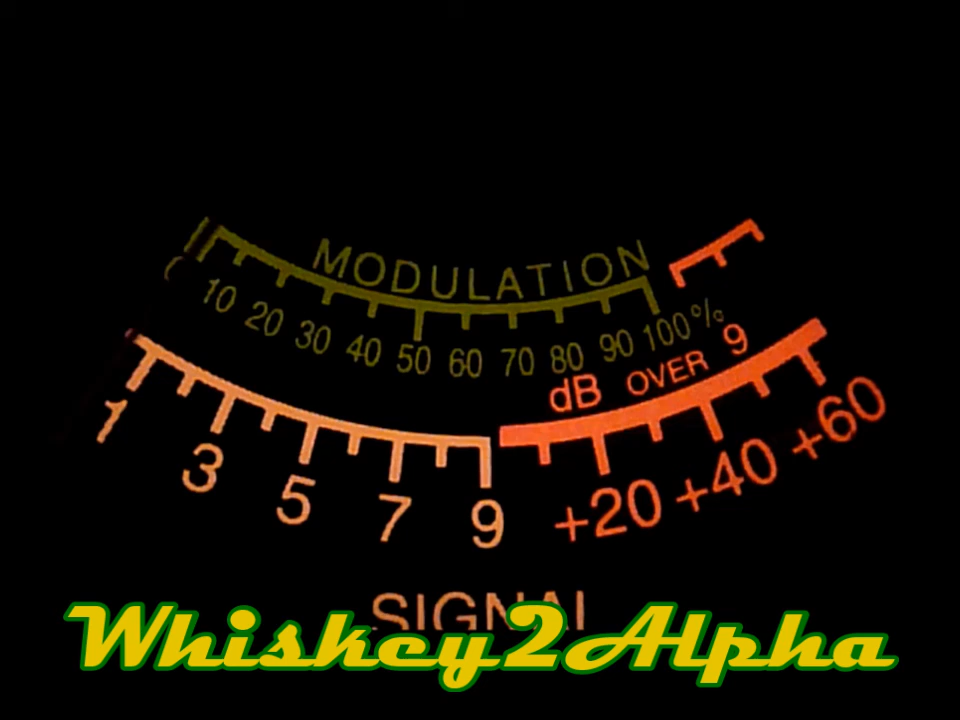 MODULATION
10 20 30 40 50 60 70 80 90 100%
dB OVER 9
1 3 5 7 9 +20 +40 +60
SIGNAL
Whiskey2Alpha